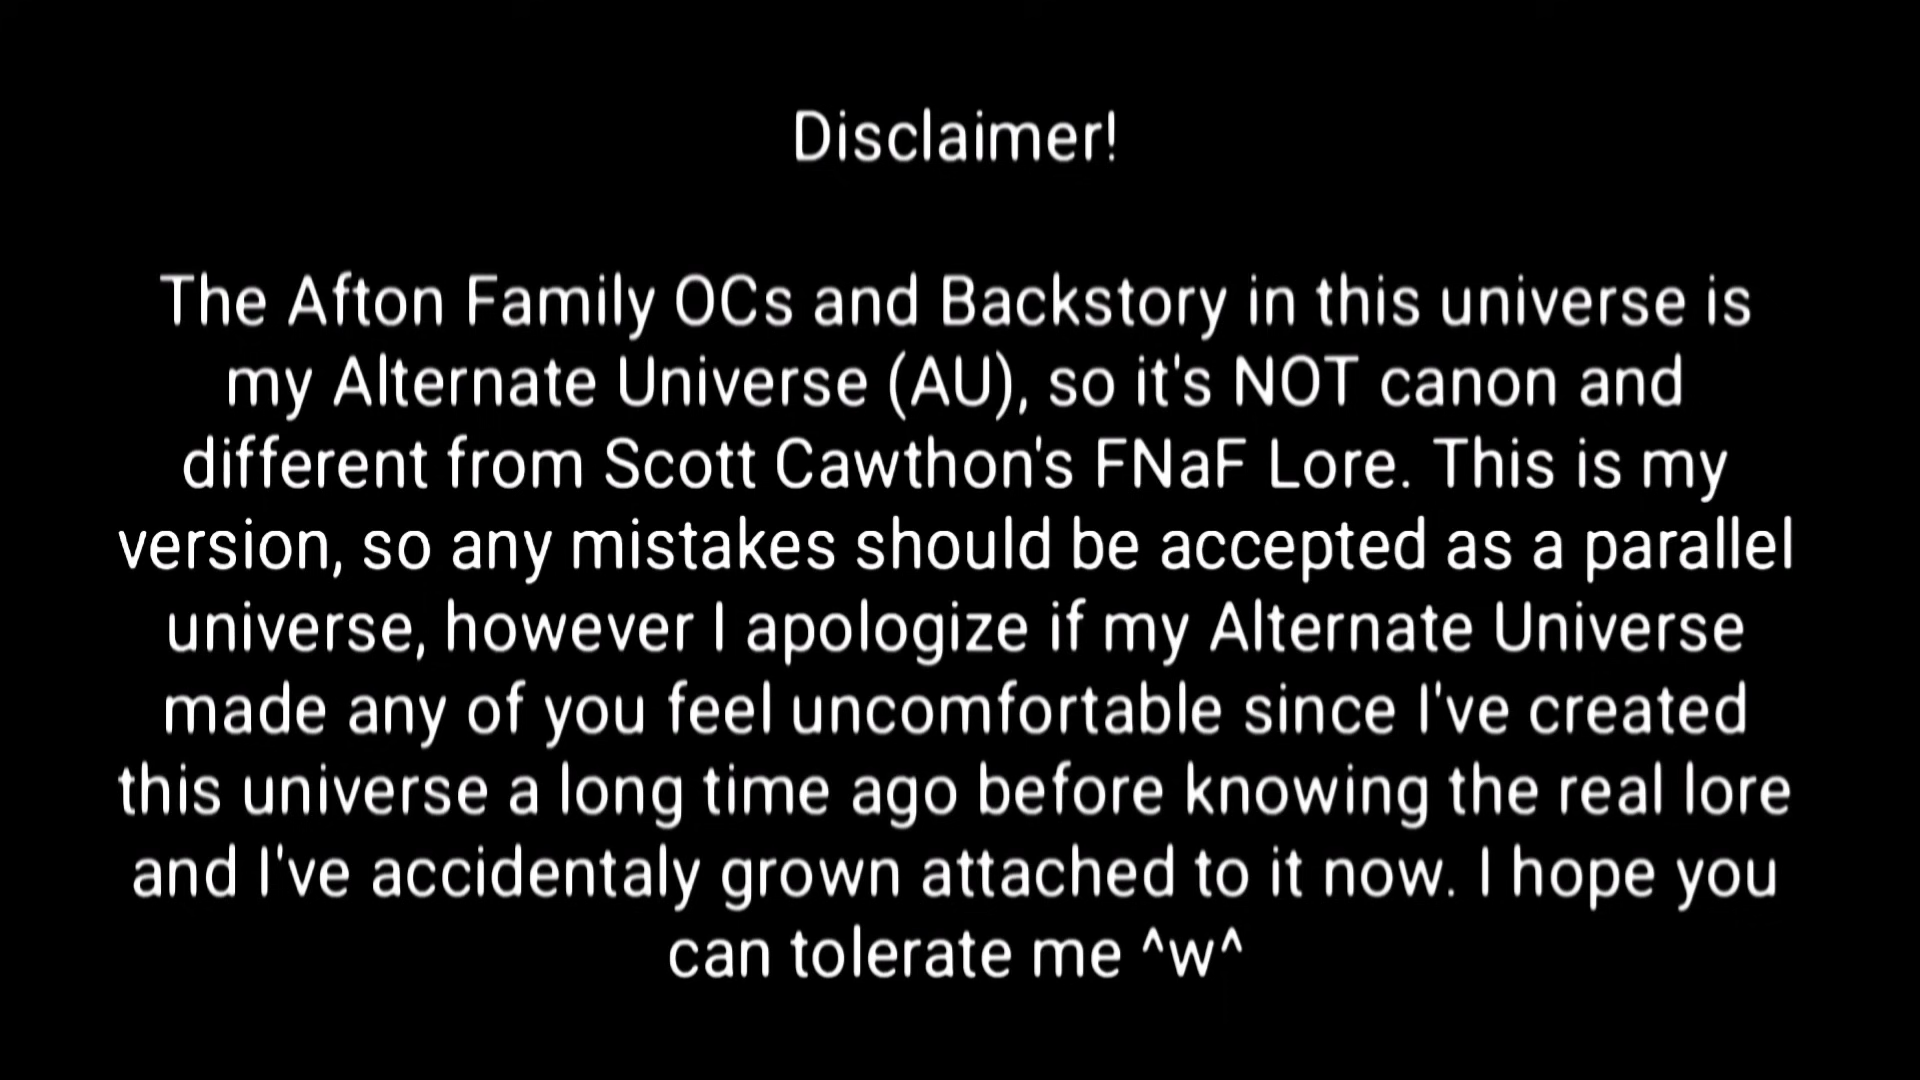 Disclaimer!
The Afton Family OCs and Backstory in this universe is
my Alternate Universe (AU), so it's NOT canon and
different from Scott Cawthon's FNaF Lore. This is my
version, so any mistakes should be accepted as a parallel
universe, however I apologize if my Alternate Universe
made any of you feel uncomfortable since I've created
this universe a long time ago before knowing the real lore
and I've accidentaly grown attached to it now. I hope you
can tolerate me ^w^